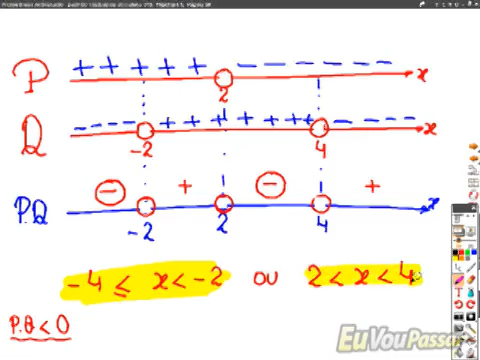 P + + + + + - - - - - - x
2
Q - - - - + + + + + + + + - - - - x
-2 4
P.Q - + - + x
-2 2 4
-4 ≤ x < -2 ou 2 < x < 4
P.Q < 0
EuVouPassar